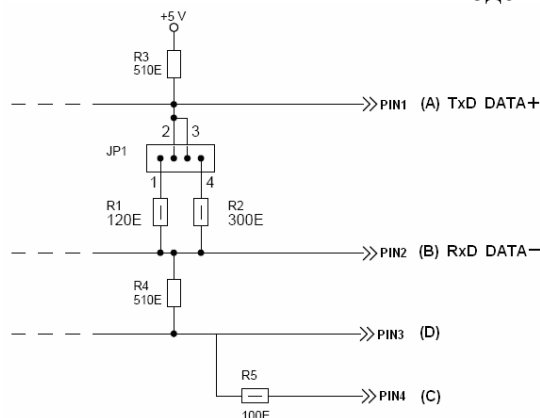 +5 V
R3
510E
PIN1 (A) TxD DATA+
2 3
JP1
1 4
R1
120E
R2
300E
PIN2 (B) RxD DATA−
R4
510E
PIN3 (D)
R5
100E
PIN4 (C)